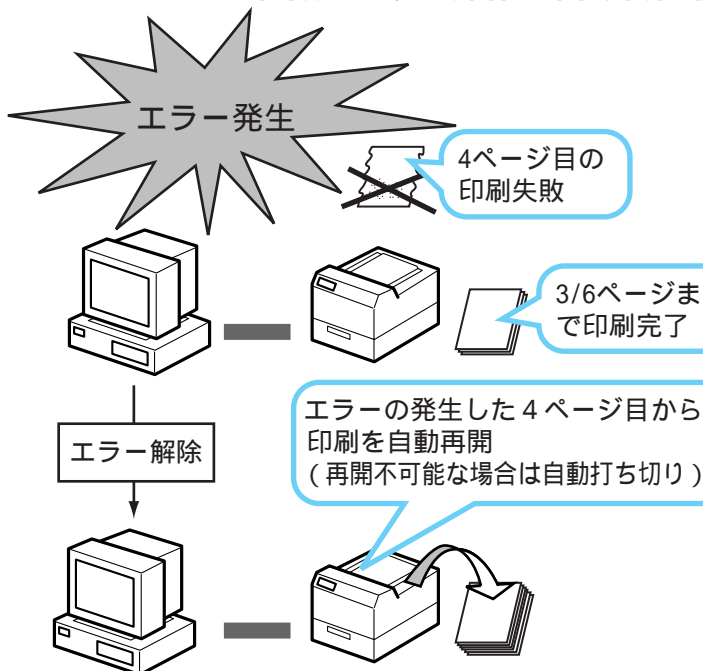 エラー発生
4ページ目の
印刷失敗
3/6ページま
で印刷完了
エラー解除
エラーの発生した４ページ目から
印刷を自動再開
（再開不可能な場合は自動打ち切り）